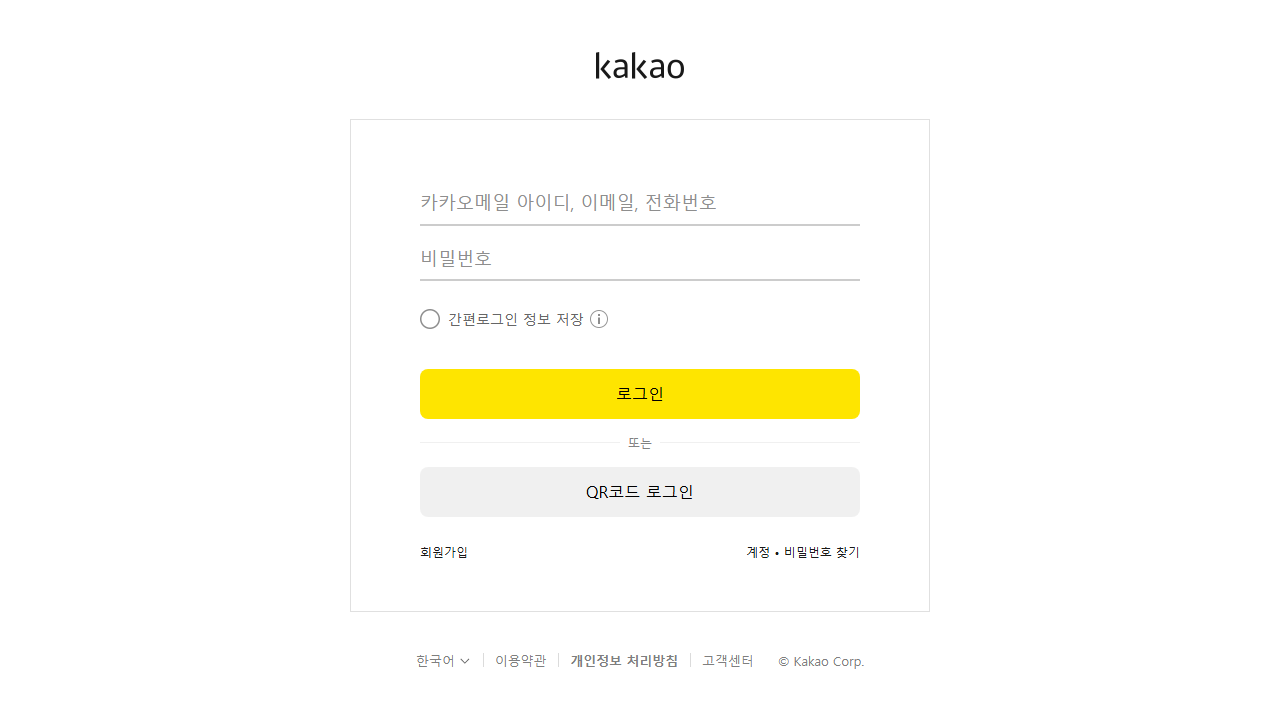 kakao
카카오메일 아이디, 이메일, 전화번호
비밀번호
간편로그인 정보 저장
로그인
또는
QR코드 로그인
회원가입 계정 • 비밀번호 찾기
한국어 이용약관 개인정보 처리방침 고객센터 © Kakao Corp.